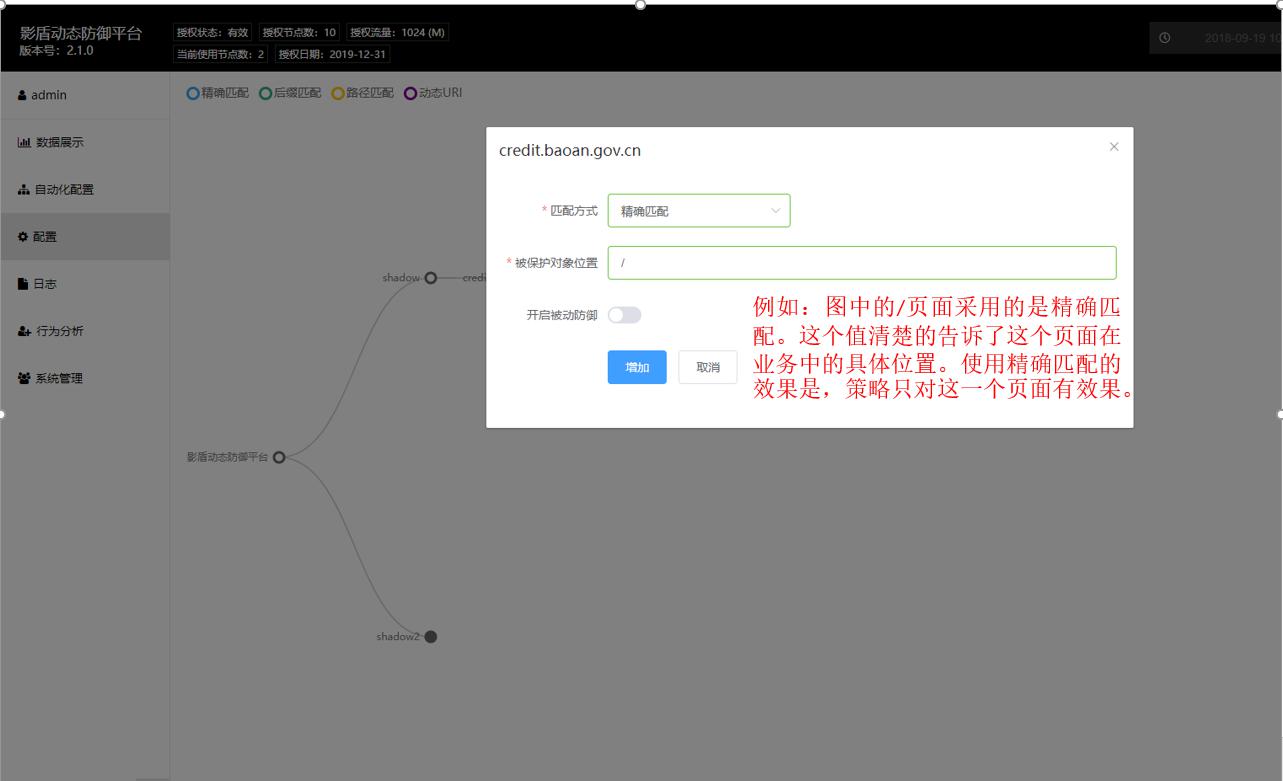 影盾动态防御平台
版本号：2.1.0
授权状态：有效 授权节点数：10 授权流量：1024 (M)
当前使用节点数：2 授权日期：2019-12-31
2018-09-19 10
admin
数据展示
自动化配置
配置
日志
行为分析
系统管理
精确匹配 后缀匹配 路径匹配 动态URI
shadow
credi
影盾动态防御平台
shadow2
credit.baoan.gov.cn
* 匹配方式 精确匹配
* 被保护对象位置 /
开启被动防御
增加 取消
例如：图中的/页面采用的是精确匹
配。这个值清楚的告诉了这个页面在
业务中的具体位置。使用精确匹配的
效果是，策略只对这一个页面有效果。